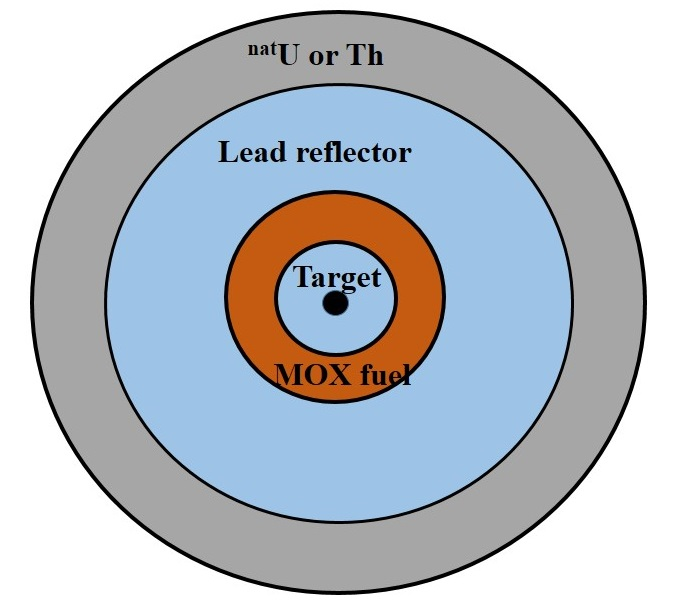 natU or Th
Lead reflector
Target
MOX fuel